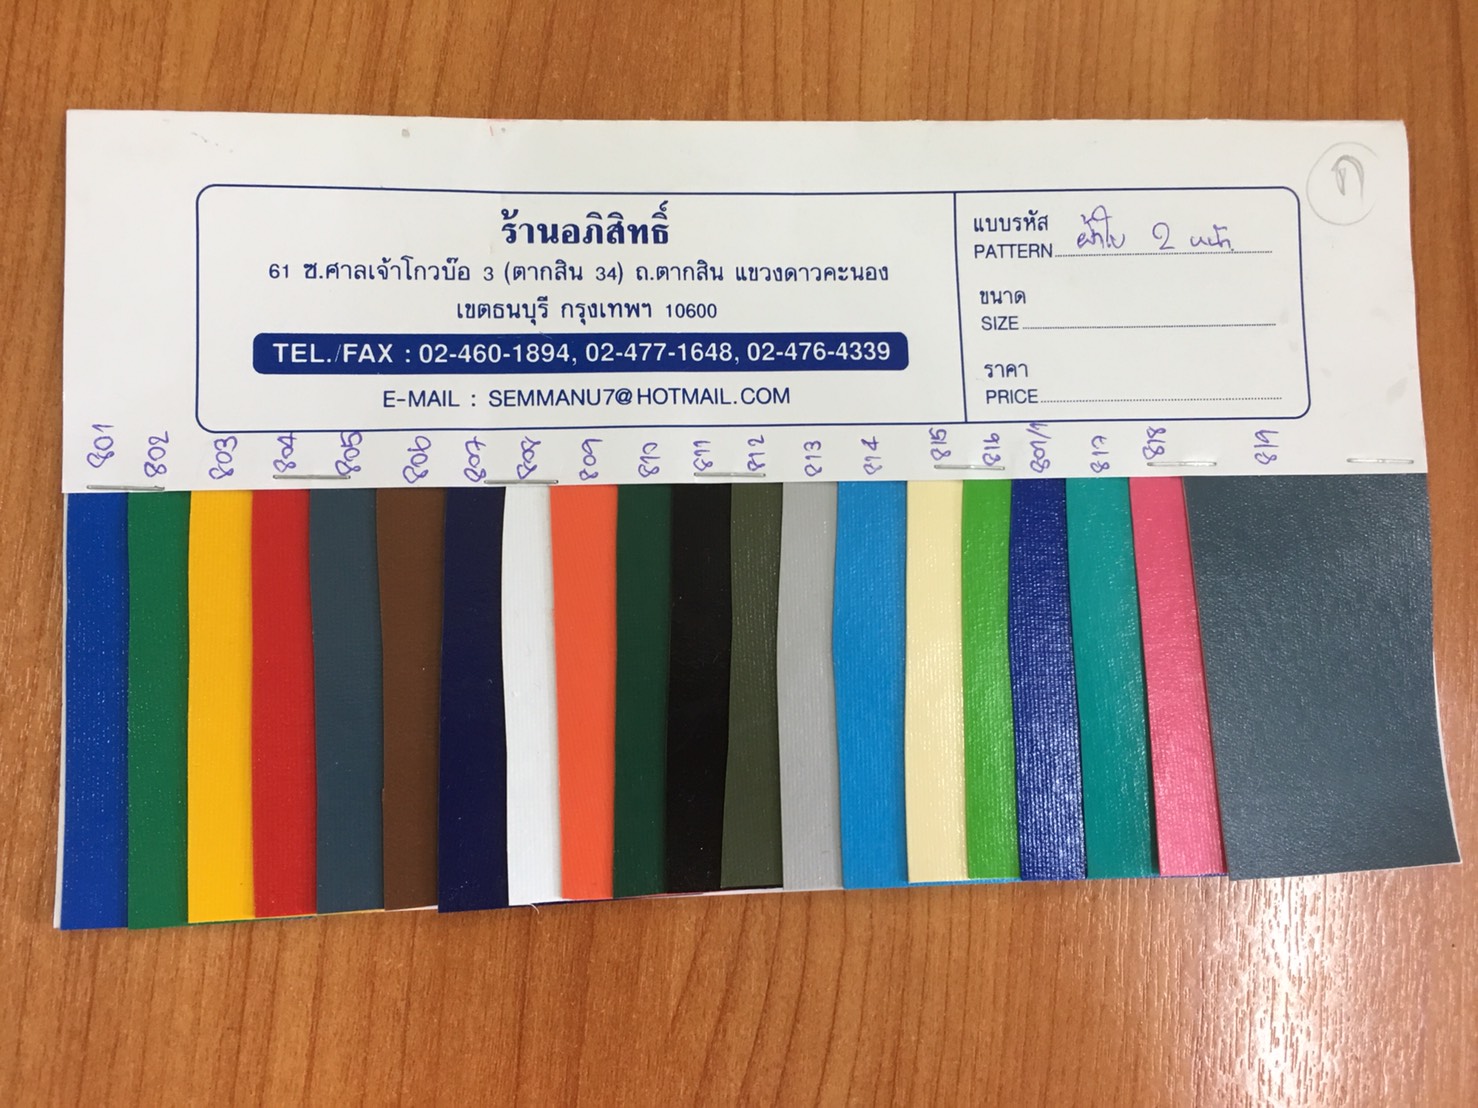 ก
ร้านอภิสิทธิ์
61 ซ.ศาลเจ้าโกวบ๊อ 3 (ตากสิน 34) ถ.ตากสิน แขวงดาวคะนอง
เขตธนบุรี กรุงเทพฯ 10600
TEL./FAX : 02-460-1894, 02-477-1648, 02-476-4339
E-MAIL : SEMMANU7@HOTMAIL.COM
แบบรหัส
PATTERN ผ้าใบ 2 หน้า
ขนาด
SIZE
ราคา
PRICE
801 802 803 804 805 806 807 808 809 810 811 812 813 814 815 816 801/1 817 818 819